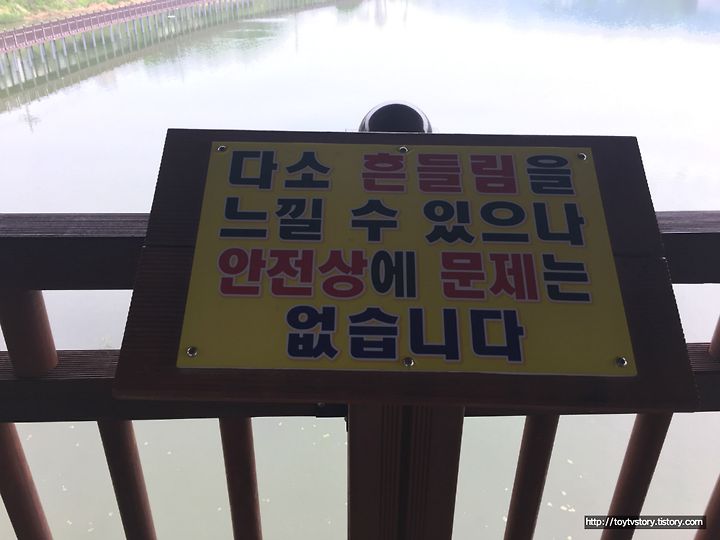 다소 흔들림을
느낄 수 있으나
안전상에 문제는
없습니다
http://toytvstory.tistory.com